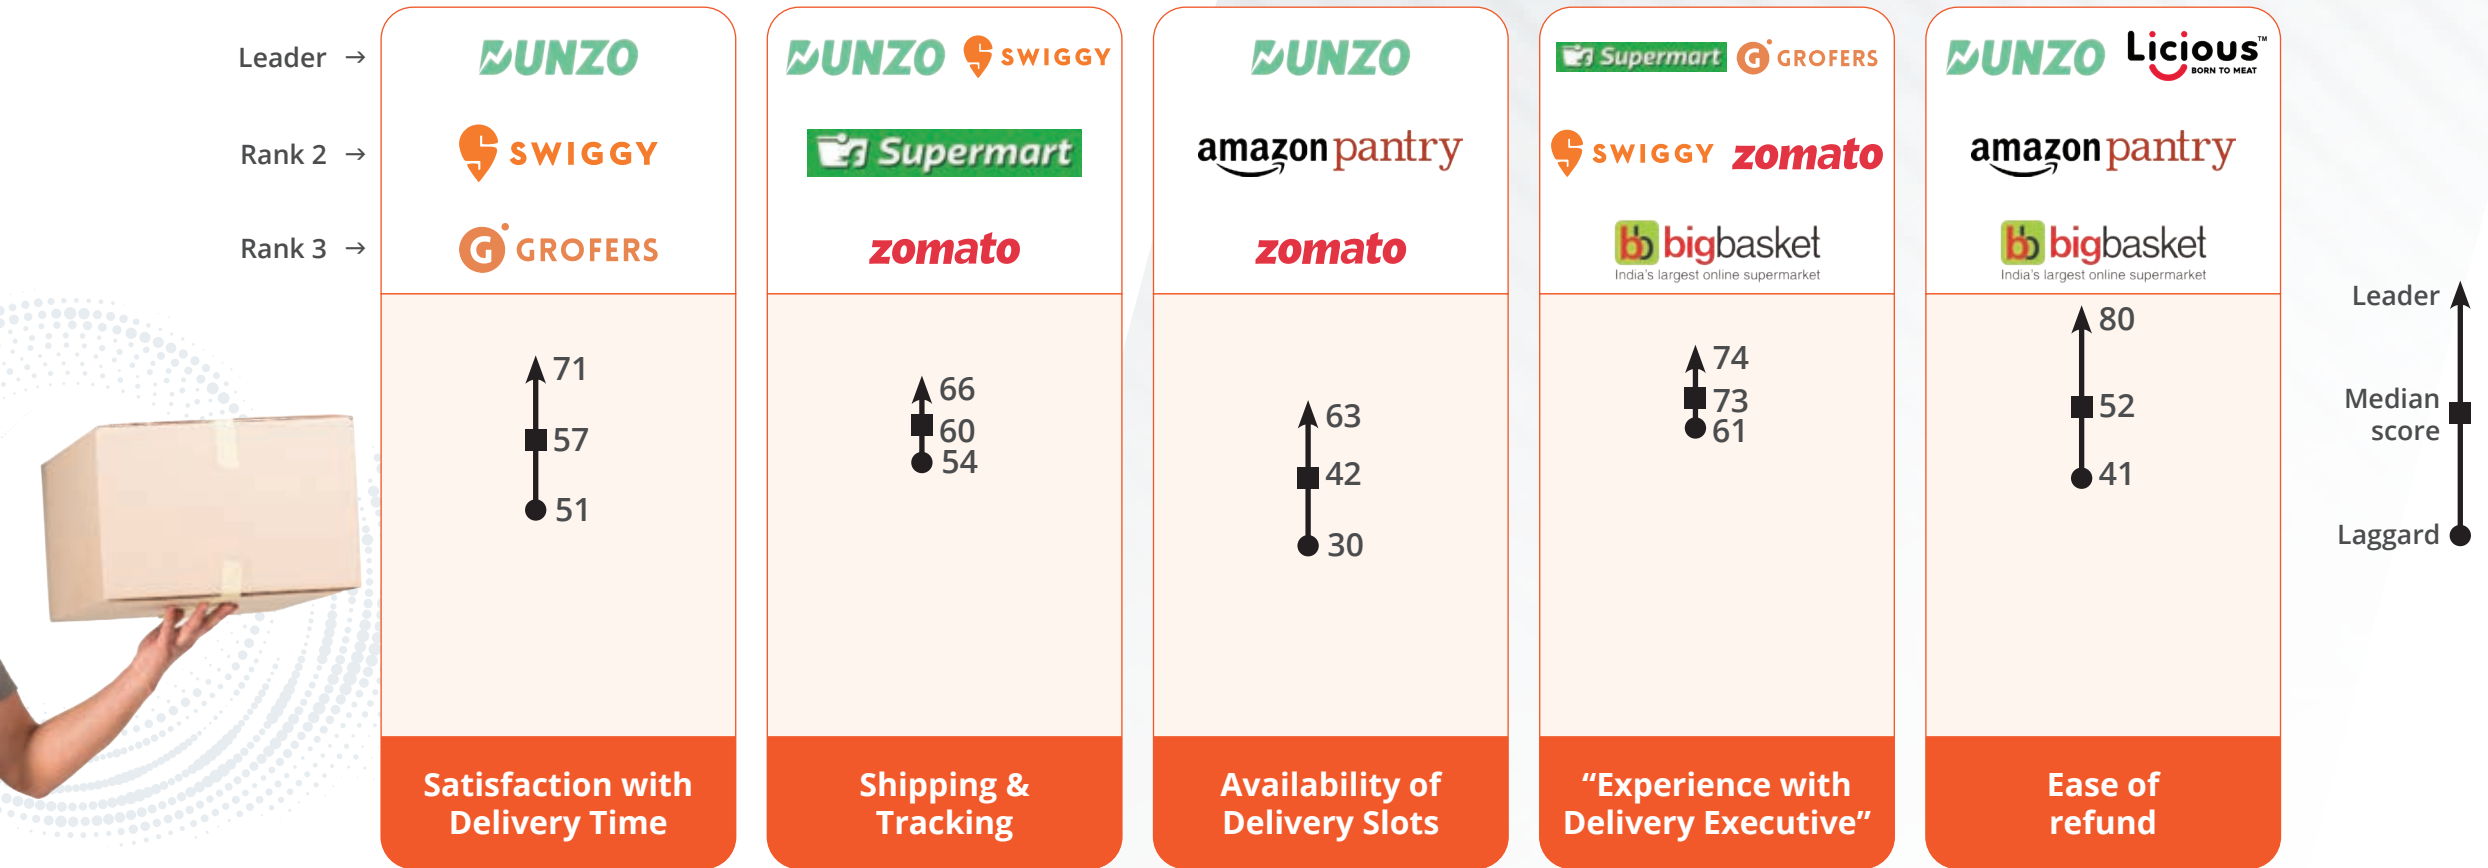 Leader →
DUNZO
DUNZO SWIGGY
DUNZO
Supermart G GROFERS
DUNZO Licious™
BORN TO MEAT
Rank 2 →
SWIGGY
Supermart
amazon pantry
SWIGGY zomato
amazon pantry
Rank 3 →
G GROFERS
zomato
zomato
bb bigbasket
India's largest online supermarket
bb bigbasket
India's largest online supermarket
71
57
51
66
60
54
63
42
30
74
73
61
80
52
41
Leader
Median
score
Laggard
Satisfaction with
Delivery Time
Shipping &
Tracking
Availability of
Delivery Slots
“Experience with
Delivery Executive”
Ease of
refund